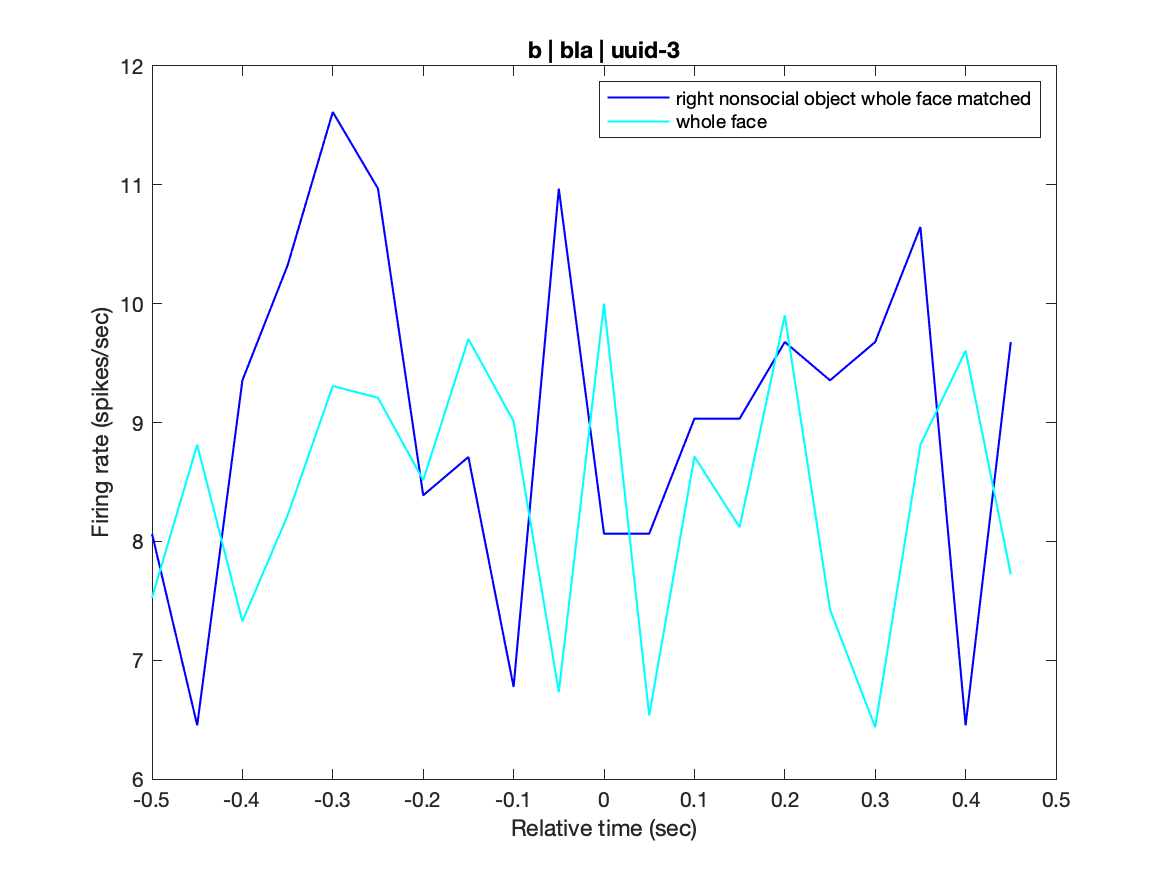 b | bla | uuid-3
right nonsocial object whole face matched
whole face
Firing rate (spikes/sec)
12
11
10
9
8
7
6
-0.5 -0.4 -0.3 -0.2 -0.1 0 0.1 0.2 0.3 0.4 0.5
Relative time (sec)